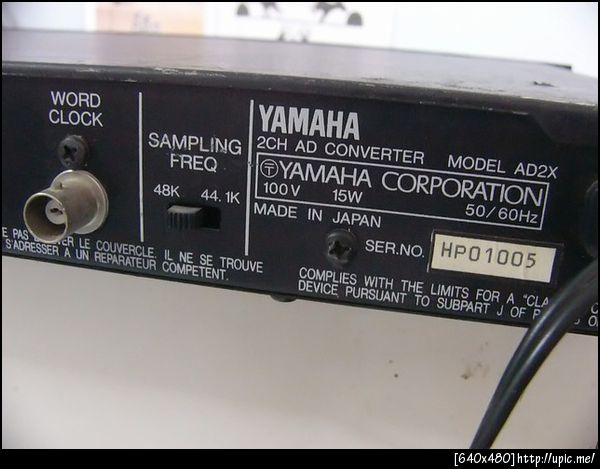 WORD
CLOCK
SAMPLING
FREQ
48K 44.1K
YAMAHA
2CH AD CONVERTER MODEL AD2X
YAMAHA CORPORATION
100V 15W 50/60Hz
MADE IN JAPAN
SER.NO. HP01005
LE COUVERCLE. IL NE SE TROUVE
S'ADRESSER A UN REPARATEUR COMPETENT.
COMPLIES WITH THE LIMITS FOR A "CLA
DEVICE PURSUANT TO SUBPART J OF
[640x480]http://upic.me/